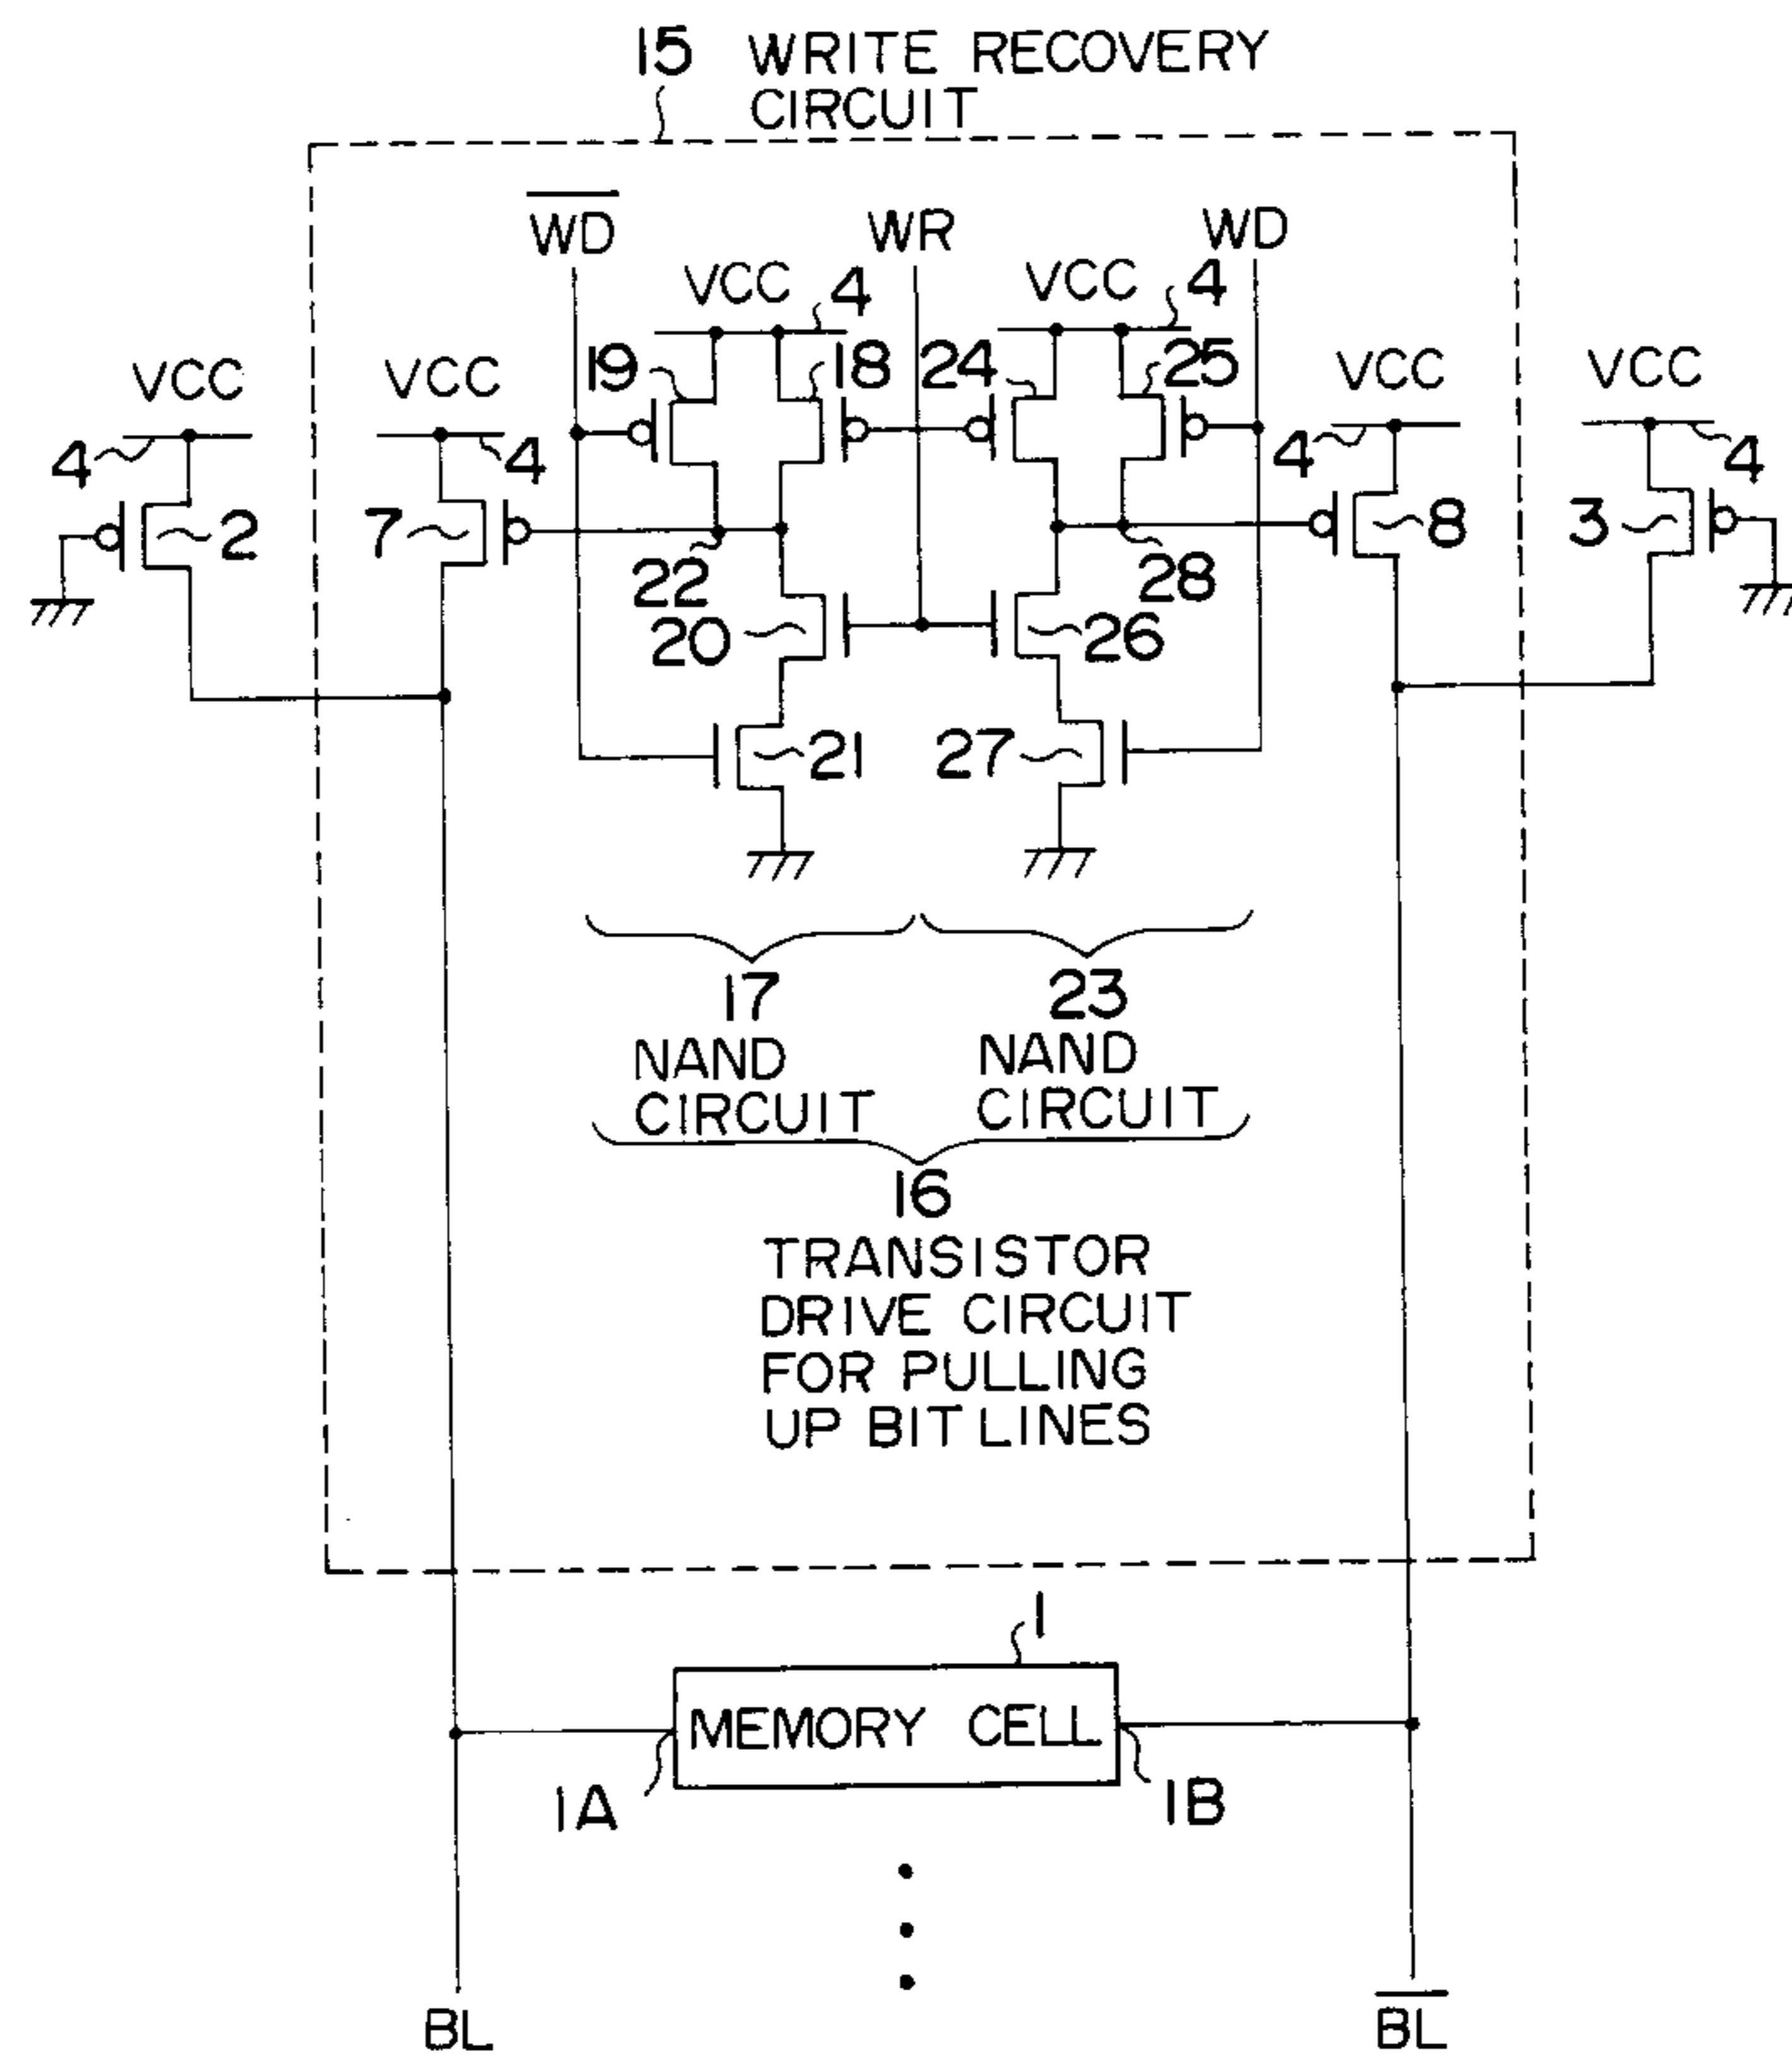 15 WRITE RECOVERY
CIRCUIT
W̅D̅ WR WD
VCC 4 VCC 4
VCC VCC 19 18 24 25 VCC VCC
4 4 4 4
2 7 22 28 8 3
20 26
21 27
17 23
NAND NAND
CIRCUIT CIRCUIT
16
TRANSISTOR
DRIVE CIRCUIT
FOR PULLING
UP BIT LINES
1
MEMORY CELL
1A 1B
BL B̅L̅